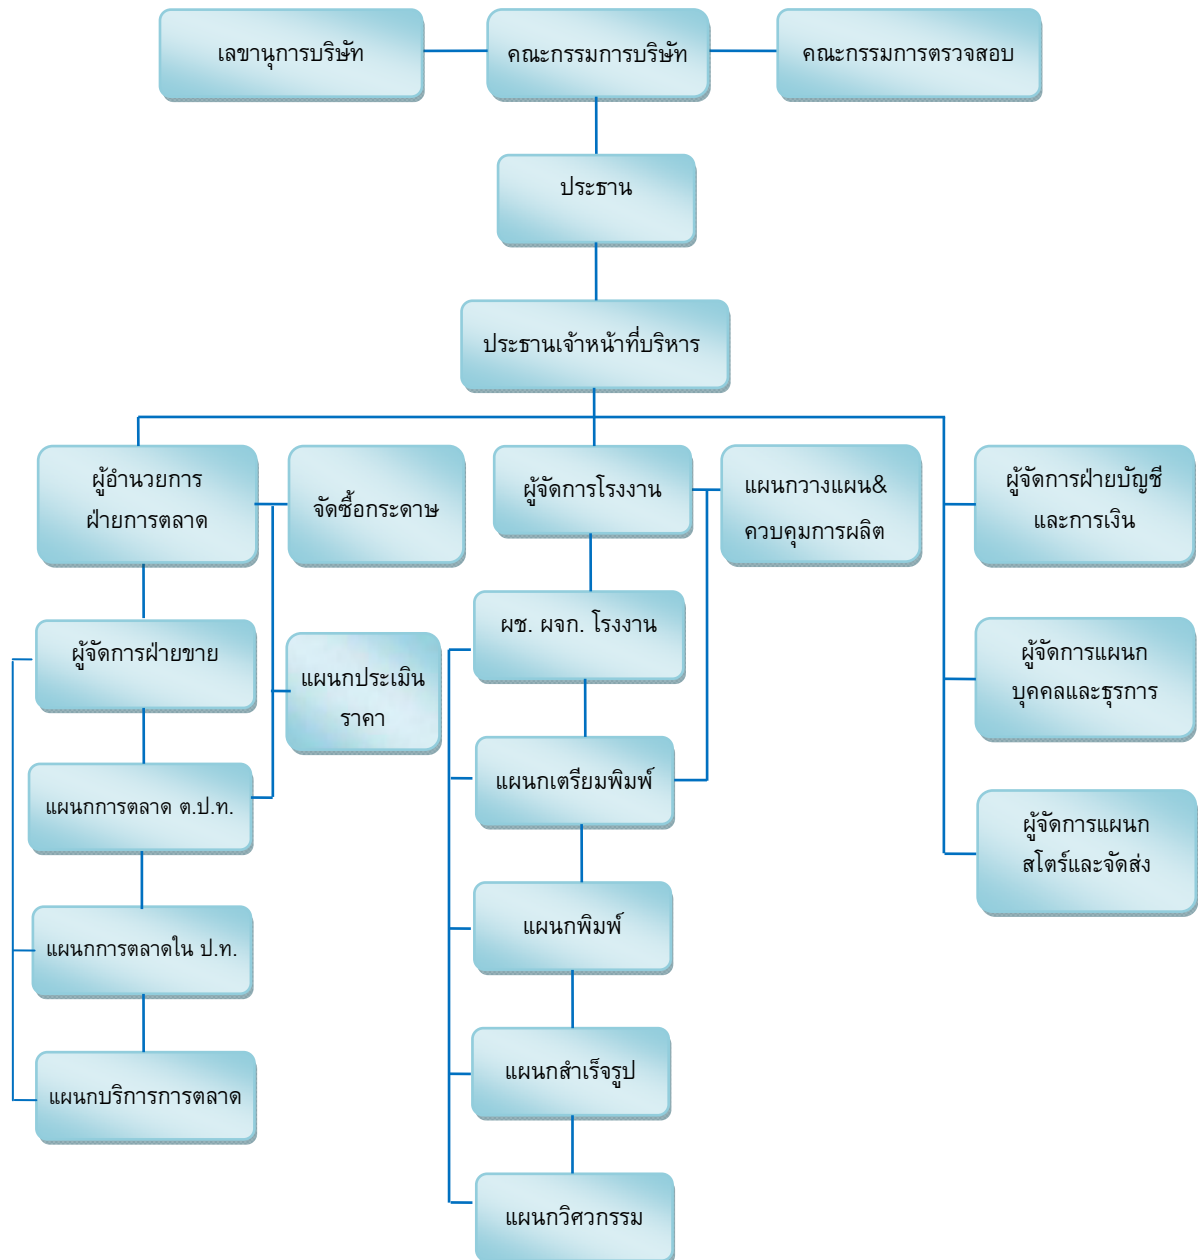 เลขานุการบริษัท
คณะกรรมการบริษัท
คณะกรรมการตรวจสอบ
ประธาน
ประธานเจ้าหน้าที่บริหาร
ผู้อำนวยการ
ฝ่ายการตลาด
จัดซื้อกระดาษ
ผู้จัดการโรงงาน
แผนกวางแผน&
ควบคุมการผลิต
ผู้จัดการฝ่ายบัญชี
และการเงิน
ผู้จัดการฝ่ายขาย
แผนกประเมิน
ราคา
ผช. ผจก. โรงงาน
ผู้จัดการแผนก
บุคคลและธุรการ
แผนกการตลาด ต.ป.ท.
แผนกเตรียมพิมพ์
ผู้จัดการแผนก
สโตร์และจัดส่ง
แผนกการตลาดใน ป.ท.
แผนกพิมพ์
แผนกบริการการตลาด
แผนกสำเร็จรูป
แผนกวิศวกรรม